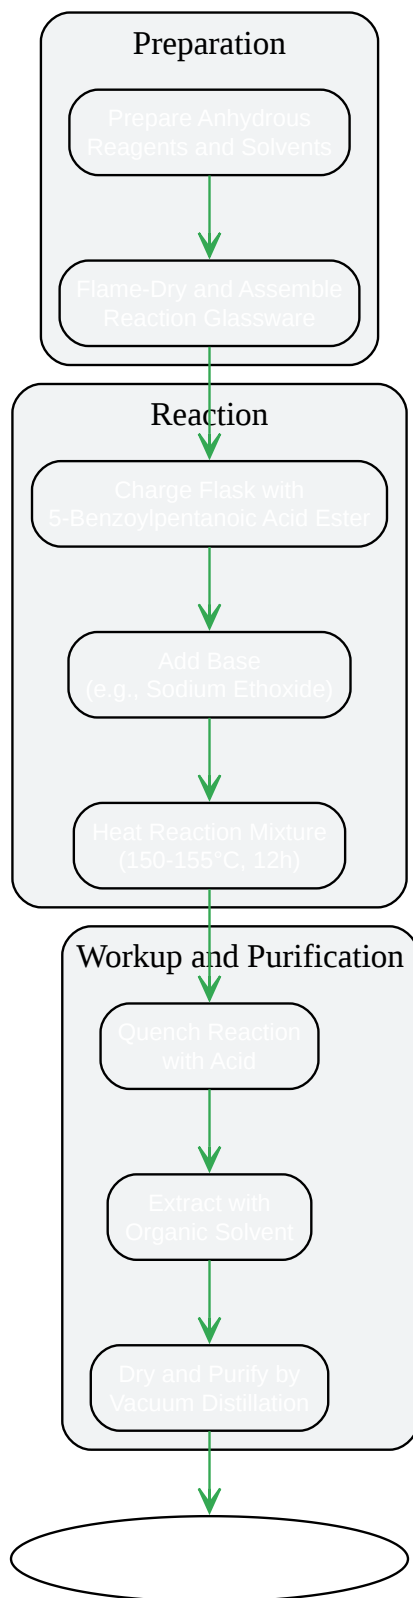 Preparation
Prepare Anhydrous
Reagents and Solvents
Flame-Dry and Assemble
Reaction Glassware
Reaction
Charge Flask with
5-Benzoylpentanoic Acid Ester
Add Base
(e.g., Sodium Ethoxide)
Heat Reaction Mixture
(150-155°C, 12h)
Workup and Purification
Quench Reaction
with Acid
Extract with
Organic Solvent
Dry and Purify by
Vacuum Distillation